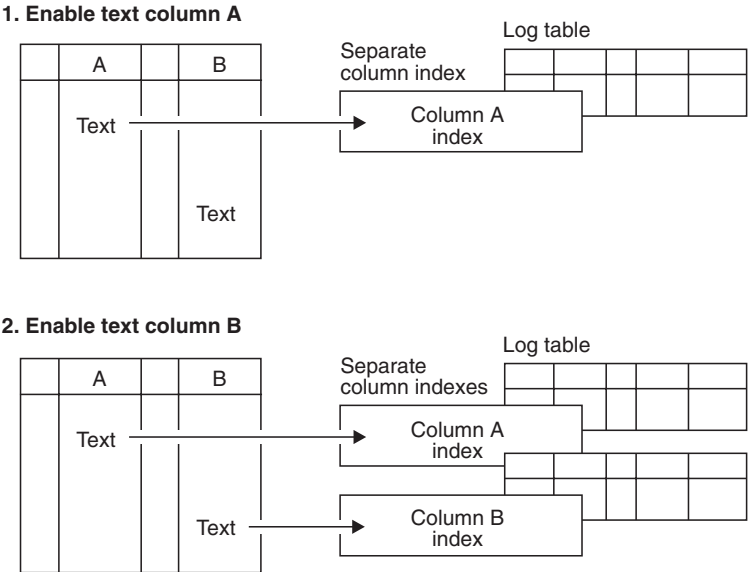 1. Enable text column A
Log table
Separate
column index
A
B
Column A
index
Text
Text
2. Enable text column B
Log table
Separate
column indexes
A
B
Column A
index
Text
Column B
index
Text